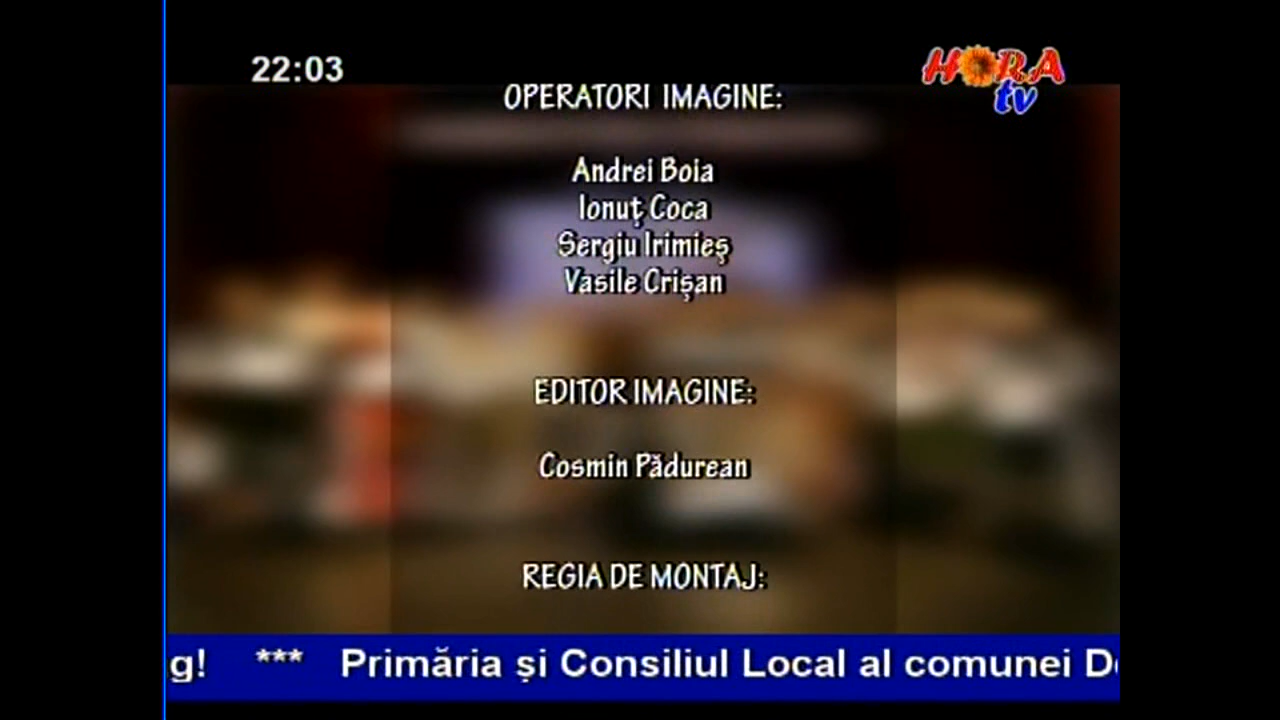 22:03
HORA
tv
OPERATORI IMAGINE:
Andrei Boia
Ionuț Coca
Sergiu Irimieş
Vasile Crișan
EDITOR IMAGINE:
Cosmin Pădurean
REGIA DE MONTAJ:
g! *** Primăria și Consiliul Local al comunei D